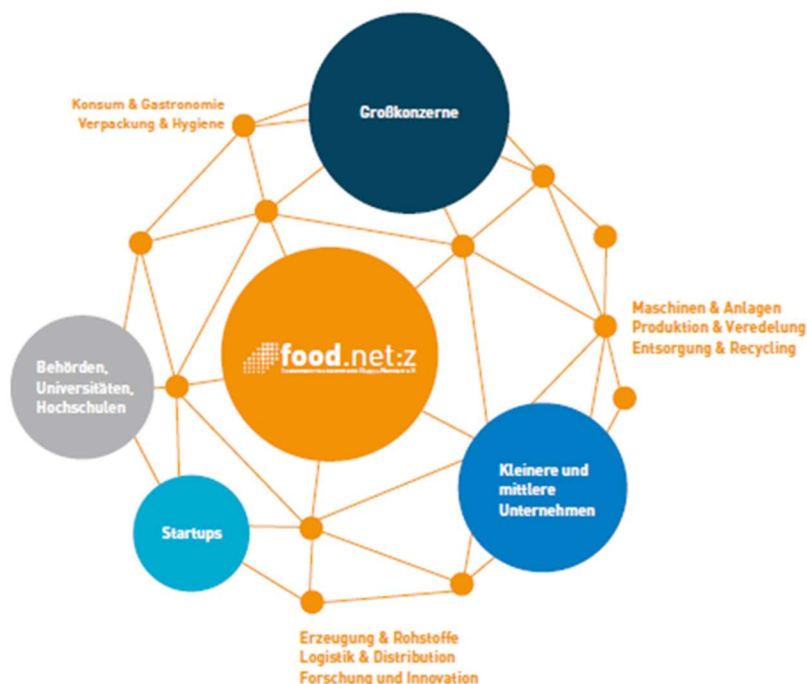 Großkonzerne
Konsum & Gastronomie
Verpackung & Hygiene
food.net:z
Maschinen & Anlagen
Produktion & Veredelung
Entsorgung & Recycling
Behörden,
Universitäten,
Hochschulen
Kleinere und
mittlere
Unternehmen
Startups
Erzeugung & Rohstoffe
Logistik & Distribution
Forschung und Innovation